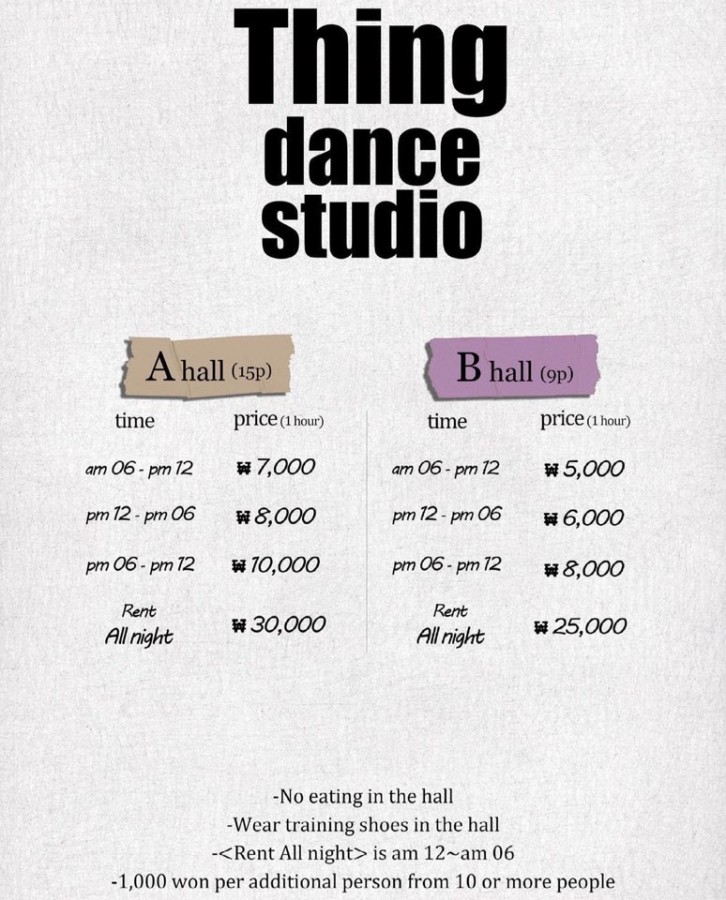 Thing
dance
studio
A hall (15p)
time price (1 hour)
am 06 - pm 12 ₩ 7,000
pm 12 - pm 06 ₩ 8,000
pm 06 - pm 12 ₩ 10,000
Rent
All night ₩ 30,000
B hall (9p)
time price (1 hour)
am 06 - pm 12 ₩ 5,000
pm 12 - pm 06 ₩ 6,000
pm 06 - pm 12 ₩ 8,000
Rent
All night ₩ 25,000
-No eating in the hall
-Wear training shoes in the hall
-<Rent All night> is am 12~am 06
-1,000 won per additional person from 10 or more people